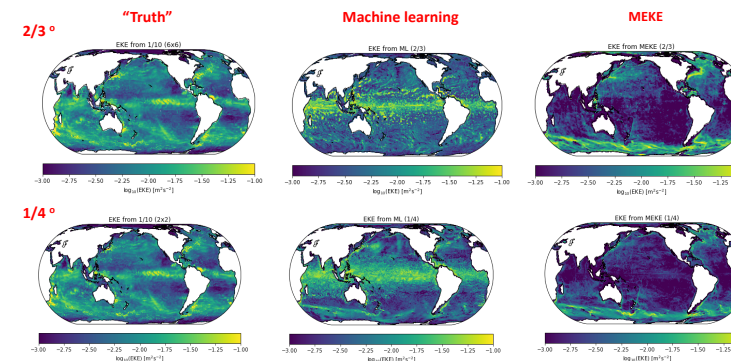 "Truth"
Machine learning
MEKE
2/3 °
EKE from 1/10 (6x6)
EKE from ML (2/3)
EKE from MEKE (2/3)
−3.00 −2.75 −2.50 −2.25 −2.00 −1.75 −1.50 −1.25 −1.00
−3.00 −2.75 −2.50 −2.25 −2.00 −1.75 −1.50 −1.25 −1.00
−3.00 −2.75 −2.50 −2.25 −2.00 −1.75 −1.50 −1.25
log₁₀(EKE) [m²s⁻²]
log₁₀(EKE) [m²s⁻²]
log₁₀(EKE) [m²s⁻²]
1/4 °
EKE from 1/10 (2x2)
EKE from ML (1/4)
EKE from MEKE (1/4)
−3.00 −2.75 −2.50 −2.25 −2.00 −1.75 −1.50 −1.25 −1.00
−3.00 −2.75 −2.50 −2.25 −2.00 −1.75 −1.50 −1.25 −1.00
−3.00 −2.75 −2.50 −2.25 −2.00 −1.75 −1.50 −1.25
log₁₀(EKE) [m²s⁻²]
log₁₀(EKE) [m²s⁻²]
log₁₀(EKE) [m²s⁻²]